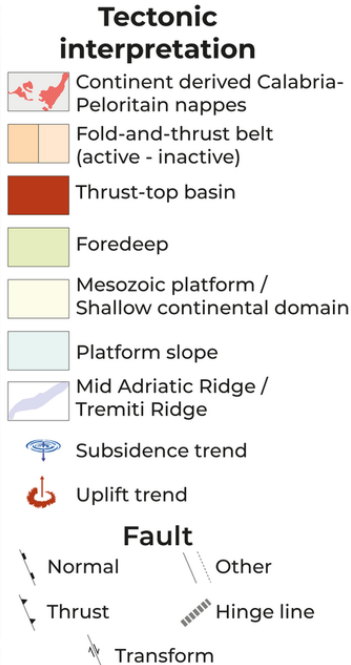 Tectonic
interpretation
Continent derived Calabria-
Peloritain nappes
Fold-and-thrust belt
(active - inactive)
Thrust-top basin
Foredeep
Mesozoic platform /
Shallow continental domain
Platform slope
Mid Adriatic Ridge /
Tremiti Ridge
Subsidence trend
Uplift trend
Fault
Normal
Other
Thrust
Hinge line
Transform